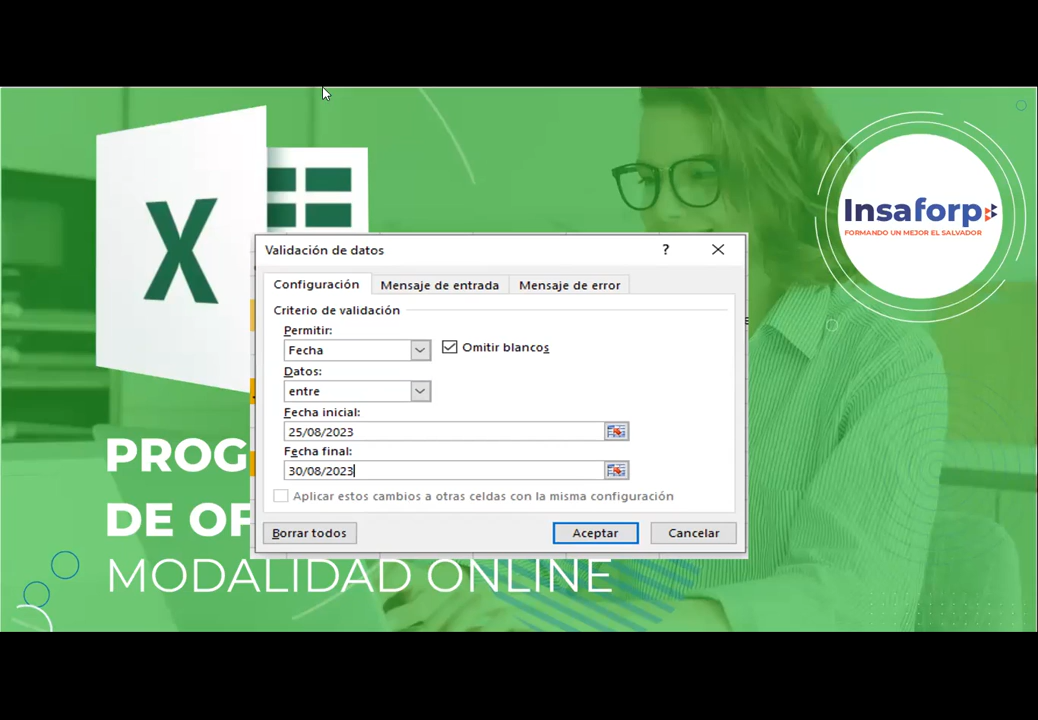 X
Insaforp
FORMANDO UN MEJOR EL SALVADOR
Validación de datos
?
Configuración
Mensaje de entrada
Mensaje de error
Criterio de validación
Permitir:
Fecha
Omitir blancos
Datos:
entre
Fecha inicial:
25/08/2023
Fecha final:
30/08/2023
Aplicar estos cambios a otras celdas con la misma configuración
Borrar todos
Aceptar
Cancelar
PROG
DE OF
MODALIDAD ONLINE